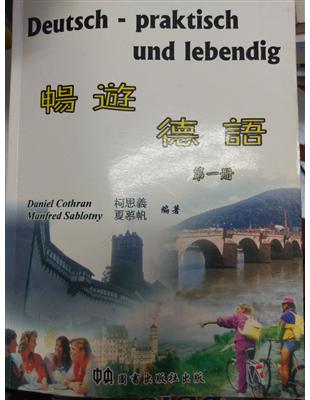 Deutsch - praktisch
und lebendig
暢遊
德語
第一冊
Daniel Cothran 柯思義
Manfred Sablotny 夏慕帆
編著
中央圖書出版社出版